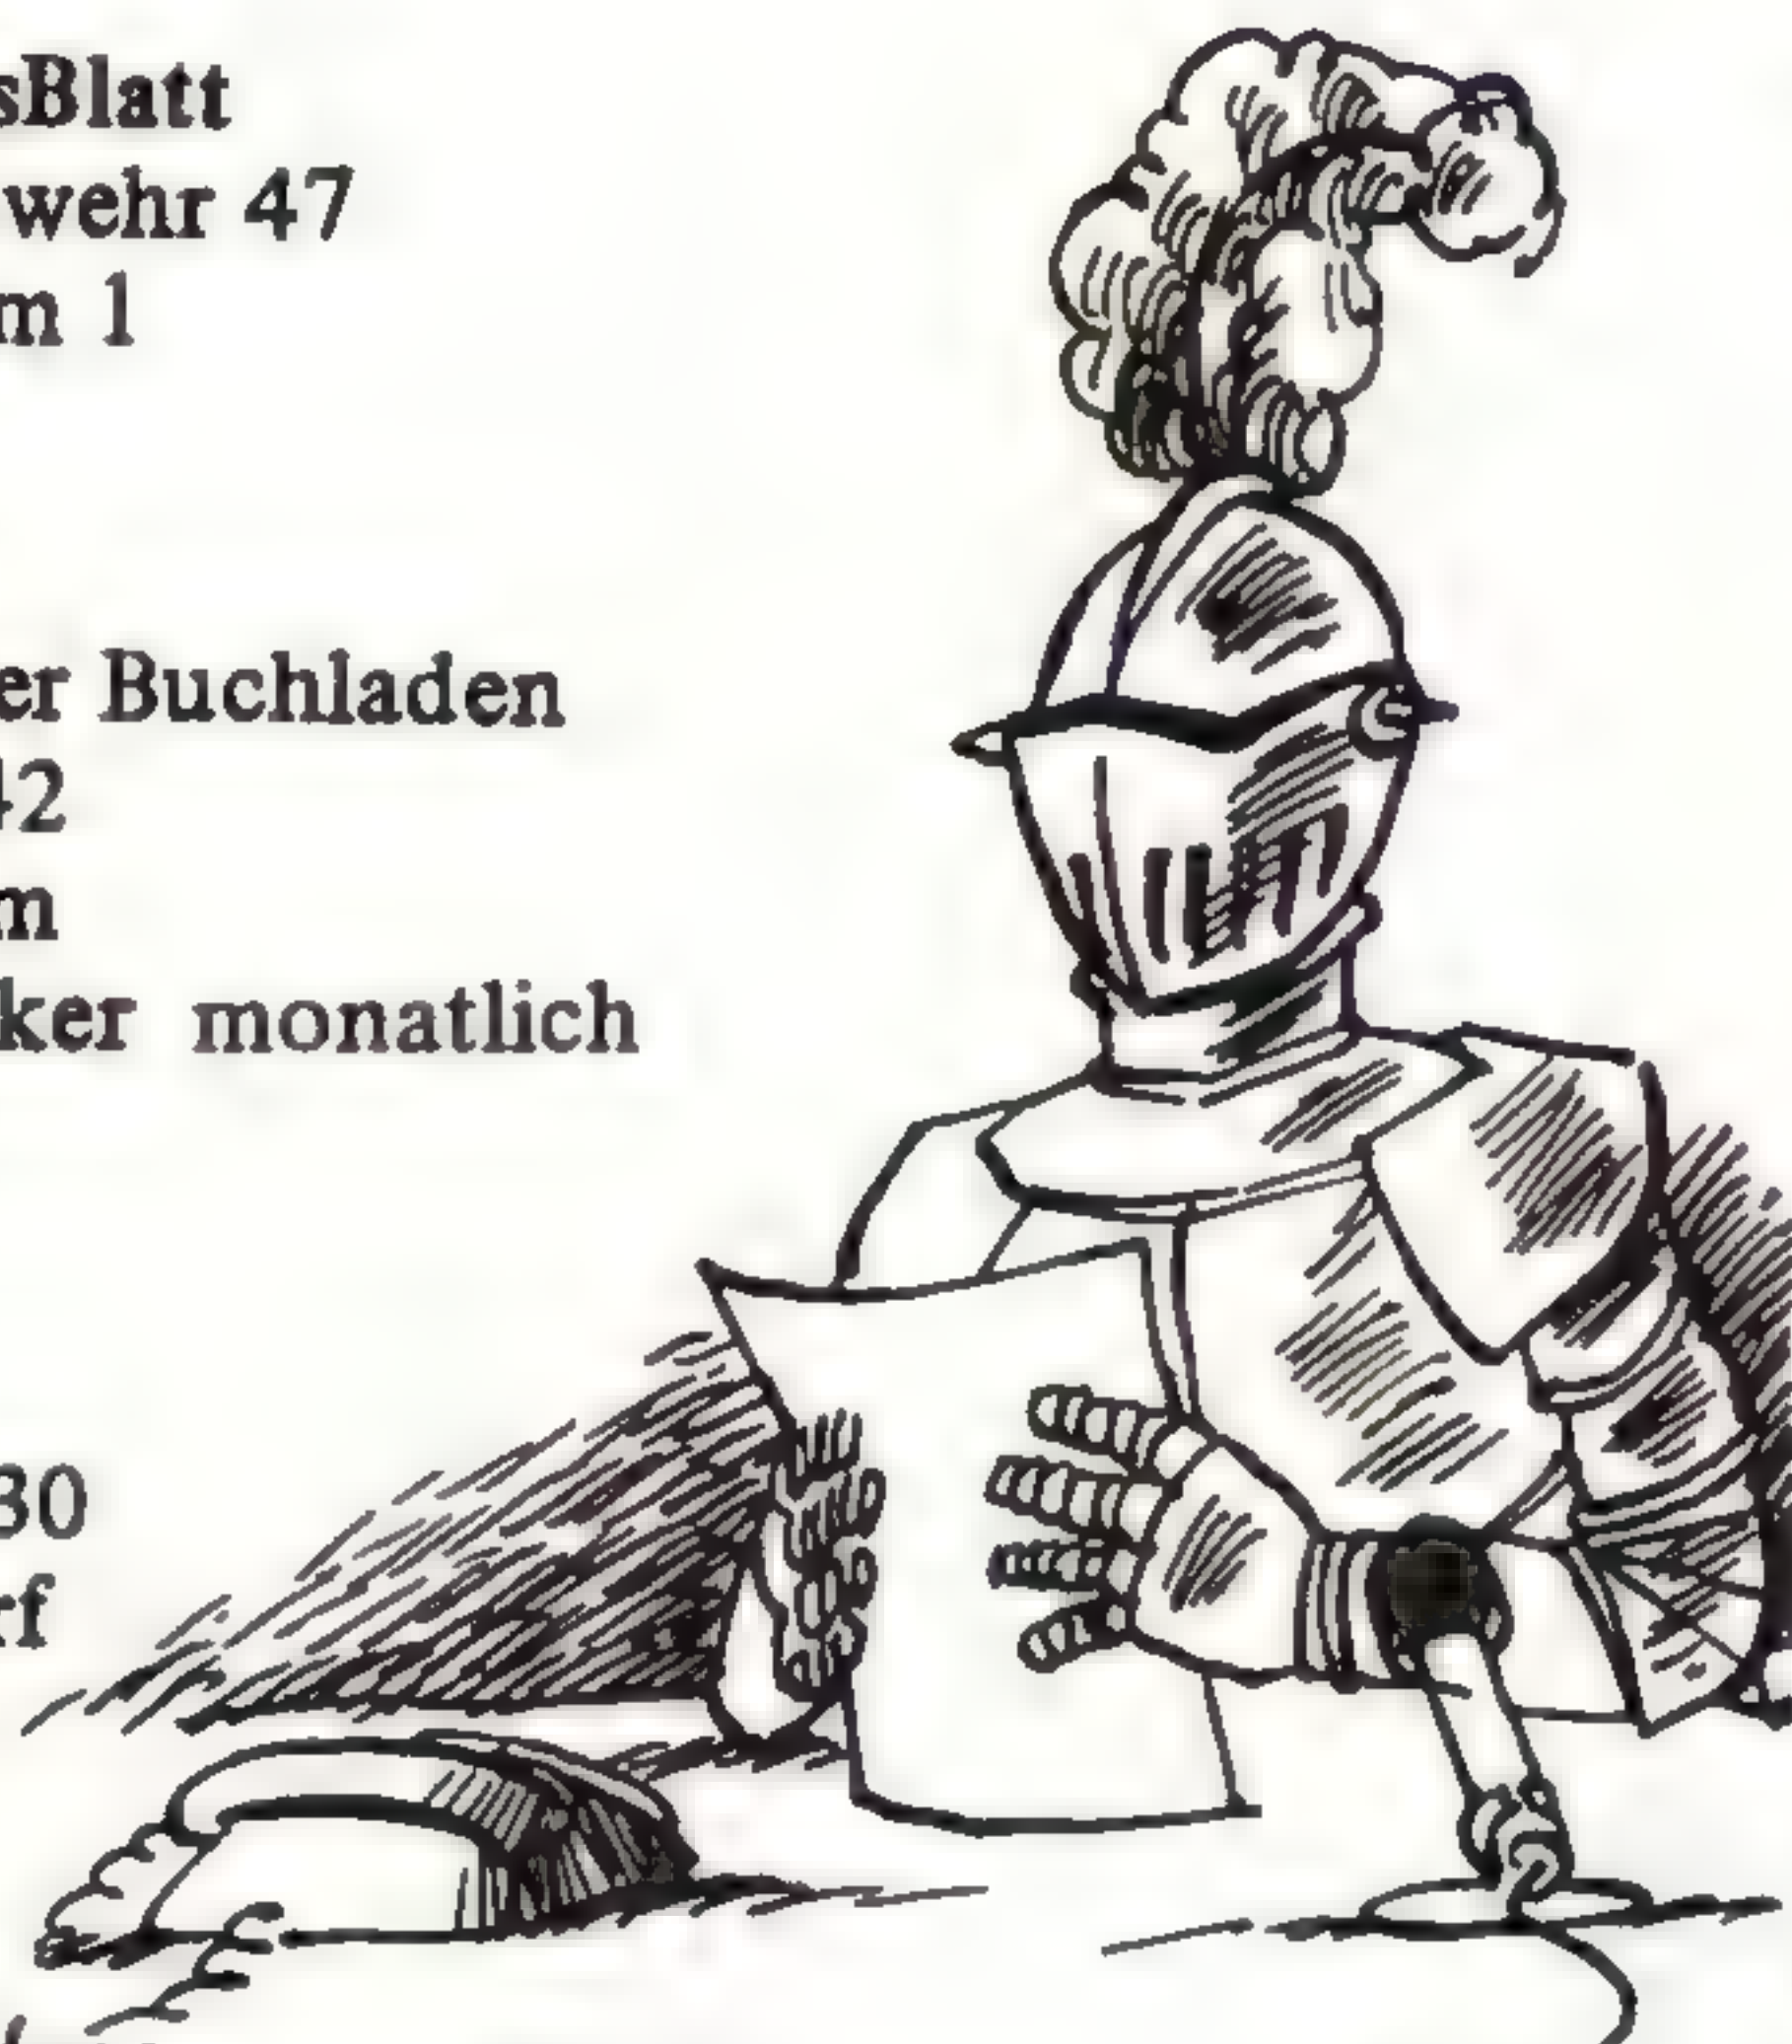 sBlatt
wehr 47
m 1
er Buchladen
42
m
ker monatlich
30
rf